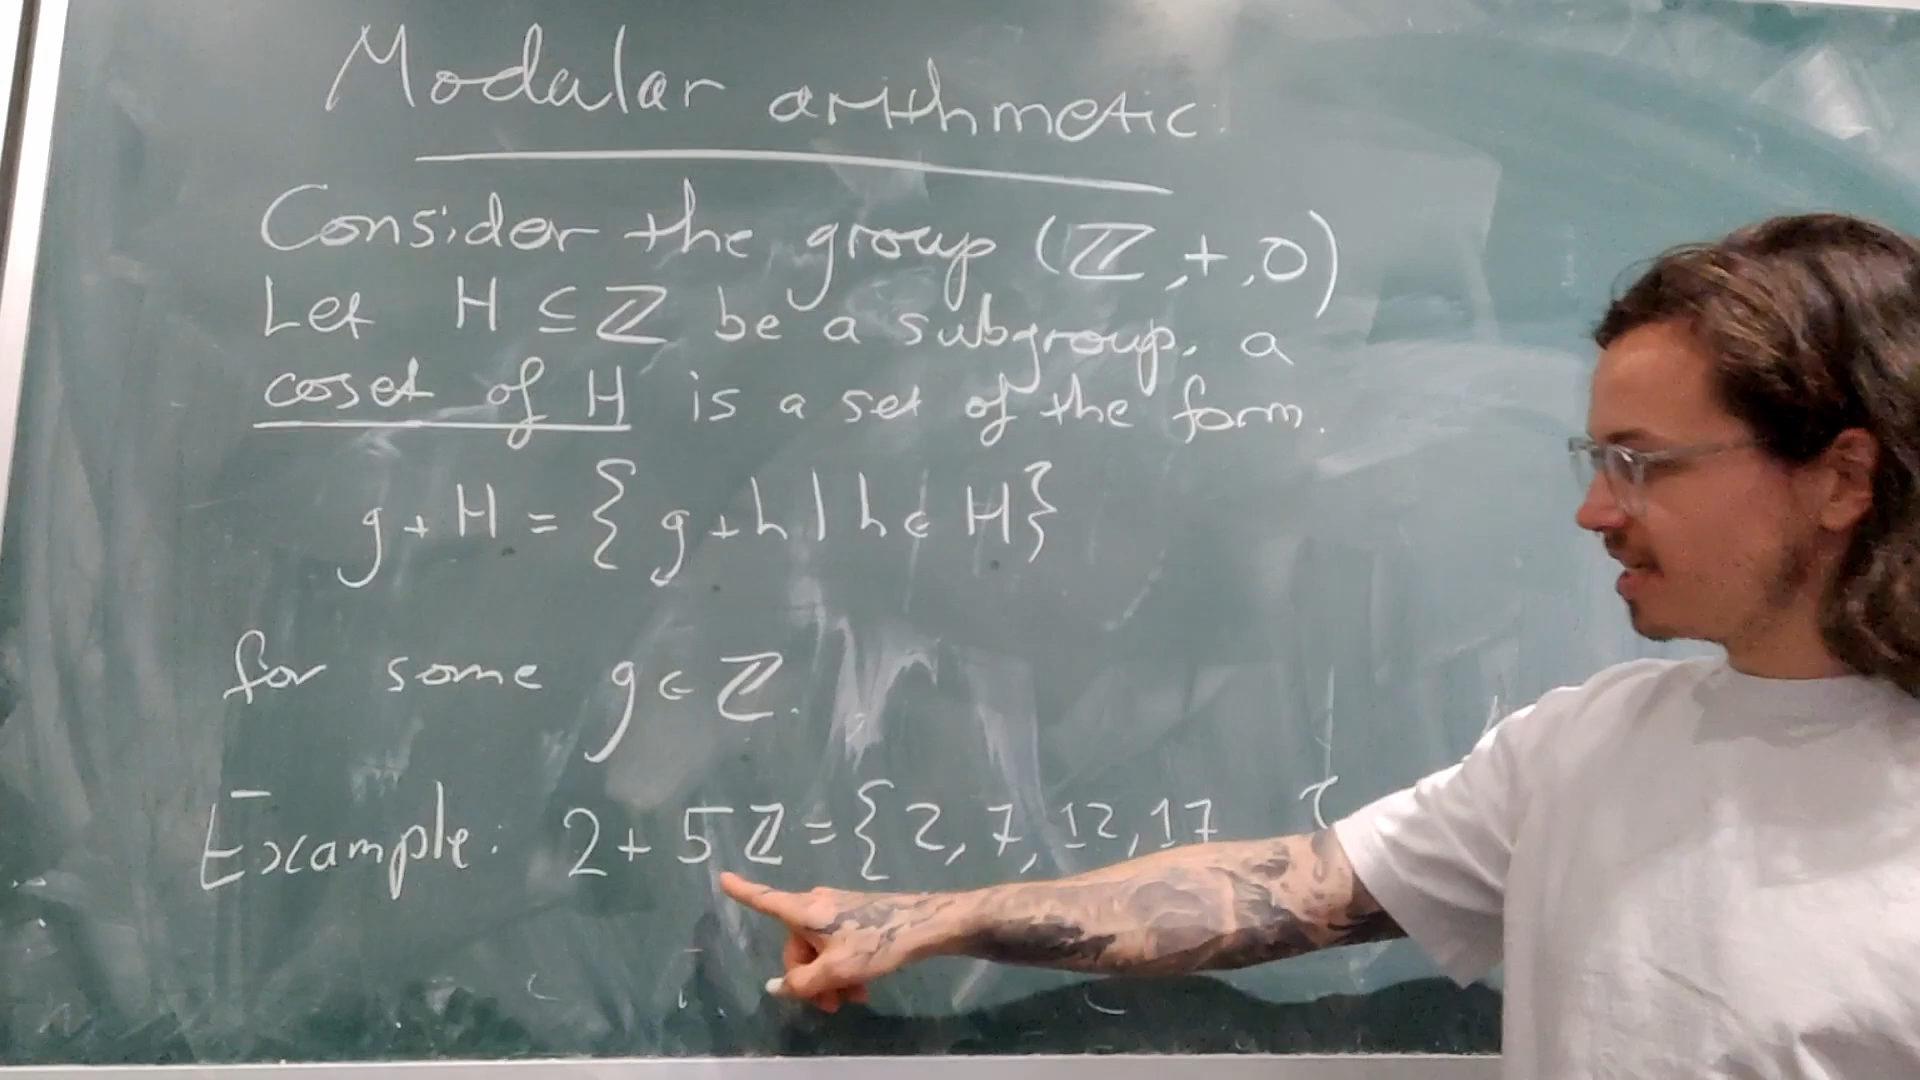 Modular arithmetic.
Consider the group (ℤ,+,0)
Let H ⊆ ℤ be a subgroup. a
coset of H is a set of the form.
g + H = { g + h | h ∈ H }
for some g ∈ ℤ.
Example: 2 + 5ℤ = { 2, 7, 12, 17